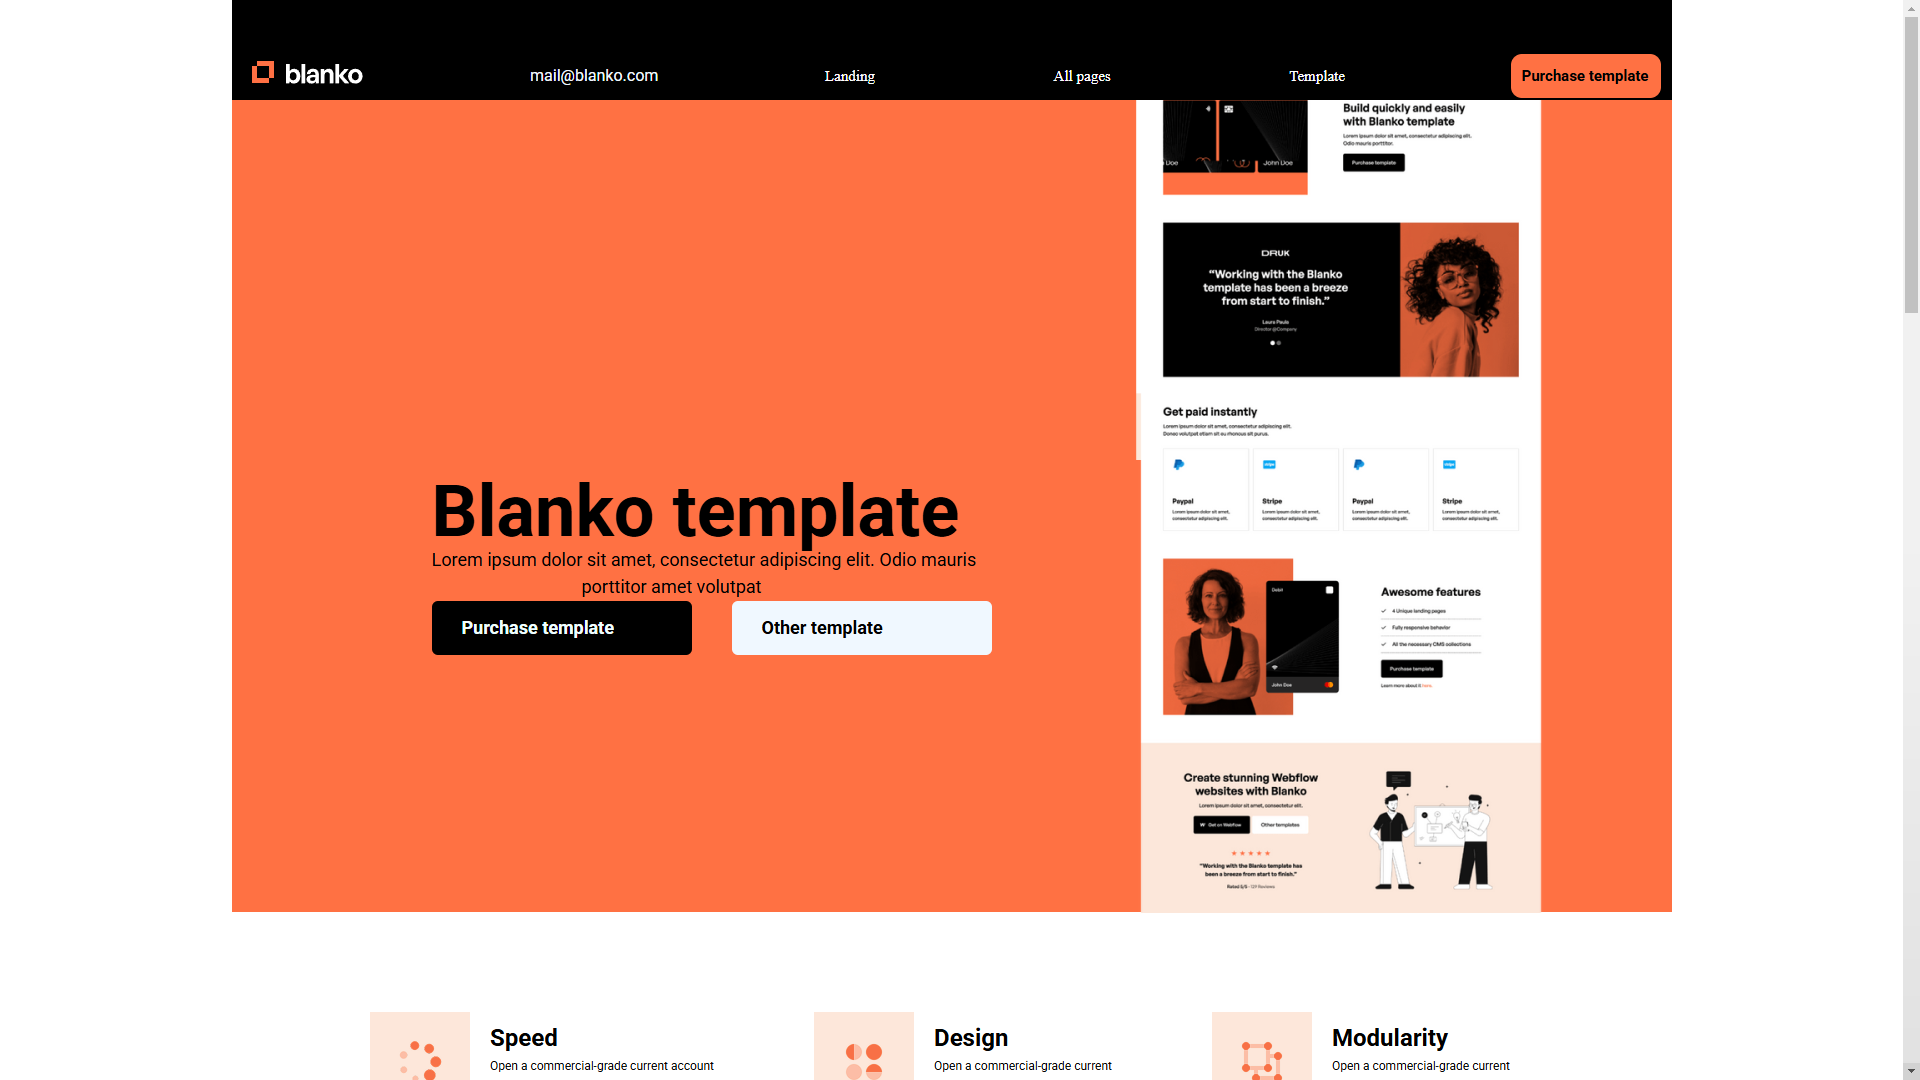 blanko
mail@blanko.com
Landing
All pages
Template
Purchase template
Build quickly and easily
with Blanko template
Lorem ipsum dolor sit amet, consectetur adipiscing elit.
Odio mauris porttitor.
Purchase template
Doe
John Doe
DRUK
“Working with the Blanko
template has been a breeze
from start to finish.”
Laura Paulo
Director @Company
Get paid instantly
Lorem ipsum dolor sit amet, consectetur adipiscing elit.
Donec volutpat etiam sit eu rhoncus sit purus.
Paypal
Lorem ipsum dolor sit amet,
consectetur adipiscing elit.
stripe
Stripe
Lorem ipsum dolor sit amet,
consectetur adipiscing elit.
Paypal
Lorem ipsum dolor sit amet,
consectetur adipiscing elit.
stripe
Stripe
Lorem ipsum dolor sit amet,
consectetur adipiscing elit.
Blanko template
Lorem ipsum dolor sit amet, consectetur adipiscing elit. Odio mauris
porttitor amet volutpat
Purchase template
Other template
Debit
John Doe
Awesome features
4 Unique landing pages
Fully responsive behavior
All the necessary CMS collections
Purchase template
Learn more about it here.
Create stunning Webflow
websites with Blanko
Lorem ipsum dolor sit amet, consectetur elit.
Get on Webflow
Other templates
“Working with the Blanko template has
been a breeze from start to finish.”
Rated 5/5 - 129 Reviews
Speed
Open a commercial-grade current account
Design
Open a commercial-grade current
Modularity
Open a commercial-grade current